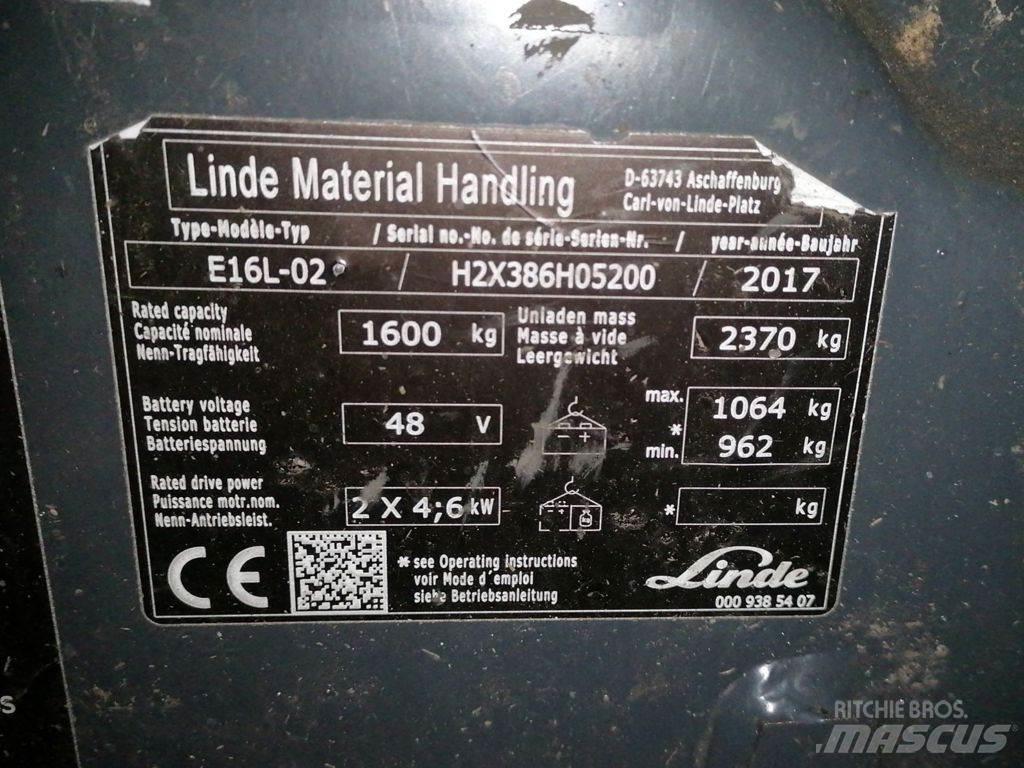 Linde Material Handling
D-63743 Aschaffenburg
Carl-von-Linde-Platz
Type-Modèle-Typ / Serial no.-No. de série-Serien-Nr. / year-année-Baujahr
E16L-02 / H2X386H05200 / 2017
Rated capacity
Capacité nominale
Nenn-Tragfähigkeit
1600 kg
Unladen mass
Masse à vide
Leergewicht
2370 kg
Battery voltage
Tension batterie
Batteriespannung
48 V
- +
max. 1064 kg
*
min. 962 kg
Rated drive power
Puissance motr.nom.
Nenn-Antriebsleist.
2 X 4;6 kW
- + kg
* kg
CE
*see Operating instructions
voir Mode d'emploi
siehe Betriebsanleitung
Linde
000 938 54 07
S
RITCHIE BROS.
MASCUS